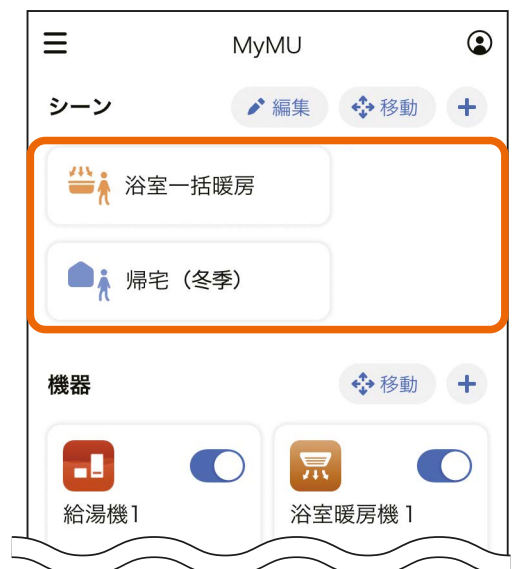 MyMU
シーン 編集 移動
浴室一括暖房
帰宅（冬季）
機器 移動
給湯機1 浴室暖房機 1